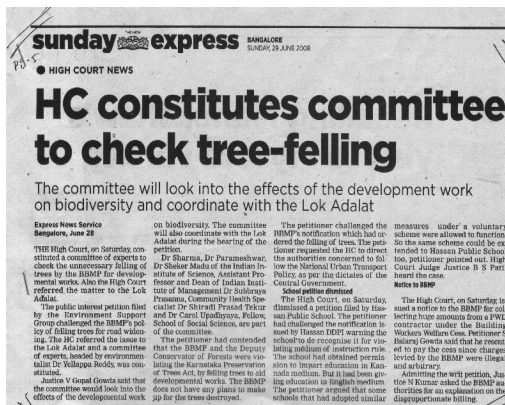 sunday express
THE NEW
BANGALORE
SUNDAY, 29 JUNE 2008
Pg-5
● HIGH COURT NEWS
HC constitutes committee
to check tree-felling
The committee will look into the effects of the development work
on biodiversity and coordinate with the Lok Adalat
Express News Service
Bangalore, June 28
THE High Court, on Saturday, con-
stituted a committee of experts to
check the unnecessary felling of
trees by the BBMP for develop-
mental works. Also the High Court
referred the matter to the Lok
Adalat.
The public interest petition filed
by the Environment Support
Group challenged the BBMP's pol-
icy of felling trees for road widen-
ing. The HC referred the issue to
the Lok Adalat and a committee
of experts, headed by environmen-
talist Dr Yellappa Reddy, was con-
stituted.
Justice V Gopal Gowda said that
the committee would look into the
effects of the developmental work
on biodiversity. The committee
will also coordinate with the Lok
Adalat during the hearing of the
petition.
Dr Sharma, Dr Parameshwar,
Dr Sheker Madu of the Indian In-
stitute of Science, Assistant Pro-
fessor and Dean of Indian Insti-
tute of Management Dr Subbraya
Prasanna, Community Health Spe-
cialist Dr Shiradi Prasad Tekur
and Dr Carol Upadhyaya, Fellow,
School of Social Science, are part
of the committee.
The petitioner had contended
that the BBMP and the Deputy
Conservator of Forests were vio-
lating the Karnataka Preservation
of Trees Act, by felling trees to aid
developmental works. The BBMP
does not have any plans to make
up for the trees destroyed.
The petitioner challenged the
BBMP's notification which had or-
dered the felling of trees. The peti-
tioner requested the HC to direct
the authorities concerned to fol-
low the National Urban Transport
Policy, as per the dictates of the
Central Government.
School petition dismissed
The High Court, on Saturday,
dismissed a petition filed by Has-
san Public School. The petitioner
had challenged the notification is-
sued by Hassan DDPI warning the
school to de recognise it for vio-
lating medium of instruction rule.
The school had obtained permis-
sion to impart education in Kan-
nada medium. But it had been giv-
ing education in English medium.
The petitioner argued that some
schools that had adopted similar
measures under a voluntary
scheme were allowed to function
So the same scheme could be ex
tended to Hassan Public Schoo
too, petitioner pointed out. High
Court Judge Justice B S Pati
heard the case.
Notice to BBMP
The High Court, on Saturday is
sued a notice to the BBMP for col
lecting huge amounts from a PWD
contractor under the Building
Workers Welfare Cess. Petitioner S
Balaraj Gowda said that he resent
ed to pay the cess since charges
levied by the BBMP were illegal
and arbitrary.
Admitting the writ petition, Jus
tice N Kumar asked the BBMP au
thorities for an explanation on the
disproportionate billing.